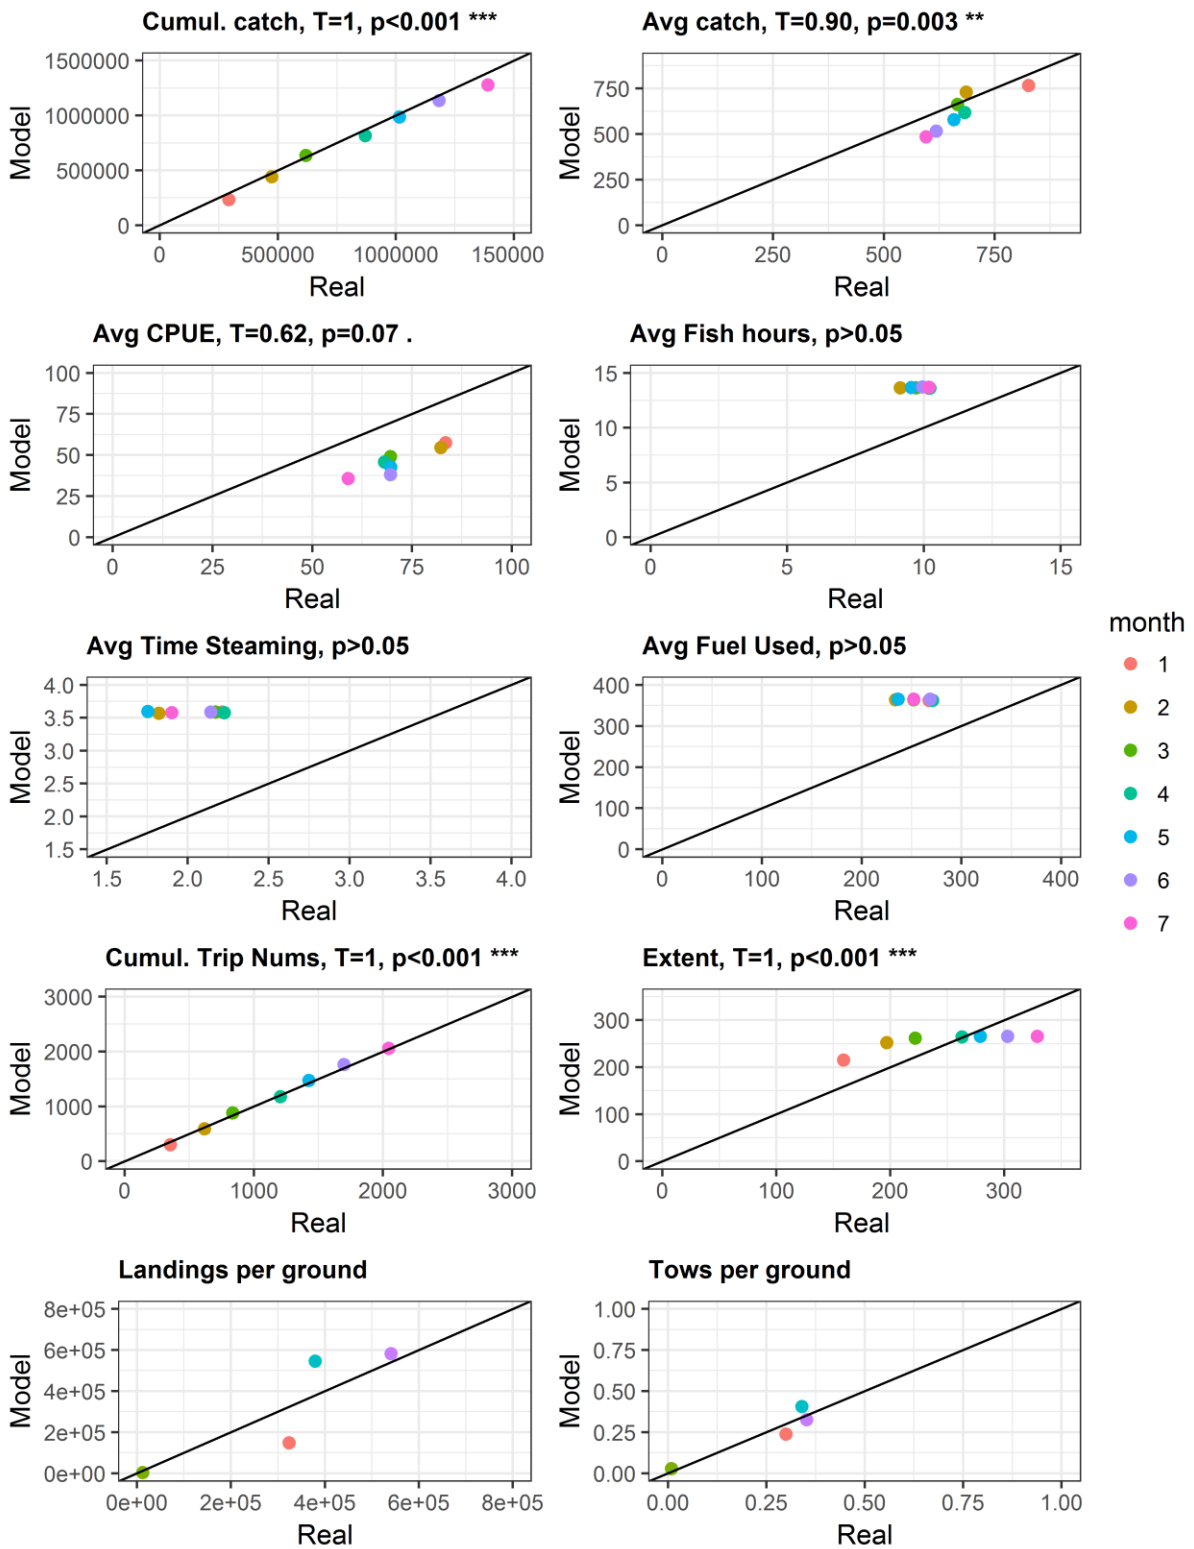 Cumul. catch, T=1, p<0.001 ***
Model
1500000
1000000
500000
0
0 500000 1000000 150000
Real
Avg catch, T=0.90, p=0.003 **
Model
750
500
250
0
0 250 500 750
Real
Avg CPUE, T=0.62, p=0.07 .
Model
100
75
50
25
0
0 25 50 75 100
Real
Avg Fish hours, p>0.05
Model
15
10
5
0
0 5 10 15
Real
Avg Time Steaming, p>0.05
Model
4.0
3.5
3.0
2.5
2.0
1.5
1.5 2.0 2.5 3.0 3.5 4.0
Real
Avg Fuel Used, p>0.05
Model
400
300
200
100
0
0 100 200 300 400
Real
month
1
2
3
4
5
6
7
Cumul. Trip Nums, T=1, p<0.001 ***
Model
3000
2000
1000
0
0 1000 2000 3000
Real
Extent, T=1, p<0.001 ***
Model
300
200
100
0
0 100 200 300
Real
Landings per ground
Model
8e+05
6e+05
4e+05
2e+05
0e+00
0e+00 2e+05 4e+05 6e+05 8e+05
Real
Tows per ground
Model
1.00
0.75
0.50
0.25
0.00
0.00 0.25 0.50 0.75 1.00
Real